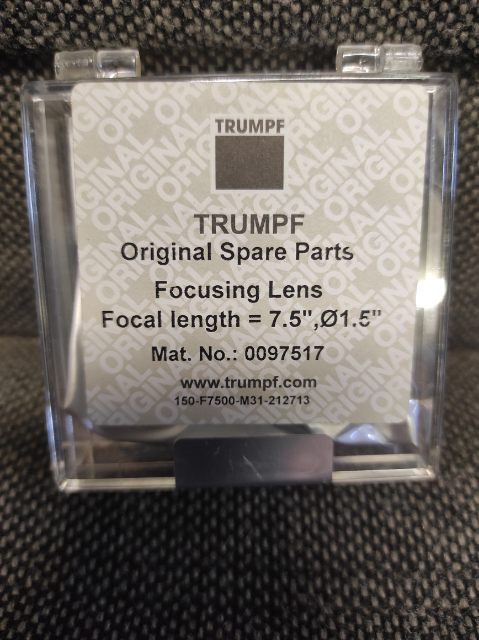 TRUMPF
TRUMPF
Original Spare Parts
Focusing Lens
Focal length = 7.5",Ø1.5"
Mat. No.: 0097517
www.trumpf.com
150-F7500-M31-212713
ORIGINAL